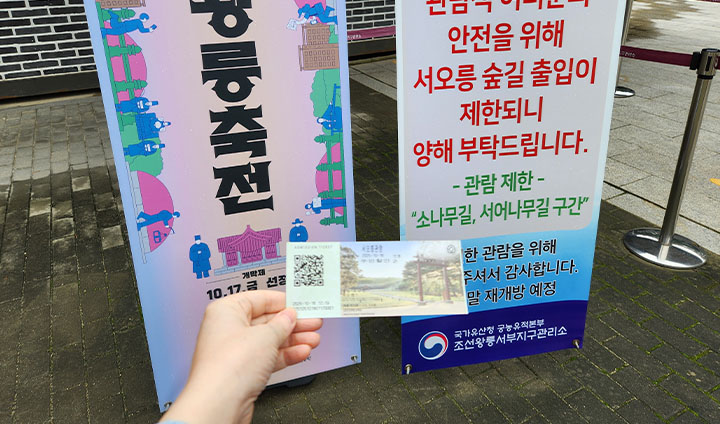 왕릉축전
개막제
10.17.금 선정
관람객 여러분의
안전을 위해
서오릉 숲길 출입이
제한되니
양해 부탁드립니다.
- 관람 제한 -
“소나무길, 서어나무길 구간”
한 관람을 위해
주셔서 감사합니다.
말 재개방 예정
국가유산청 궁능유적본부
조선왕릉서부지구관리소